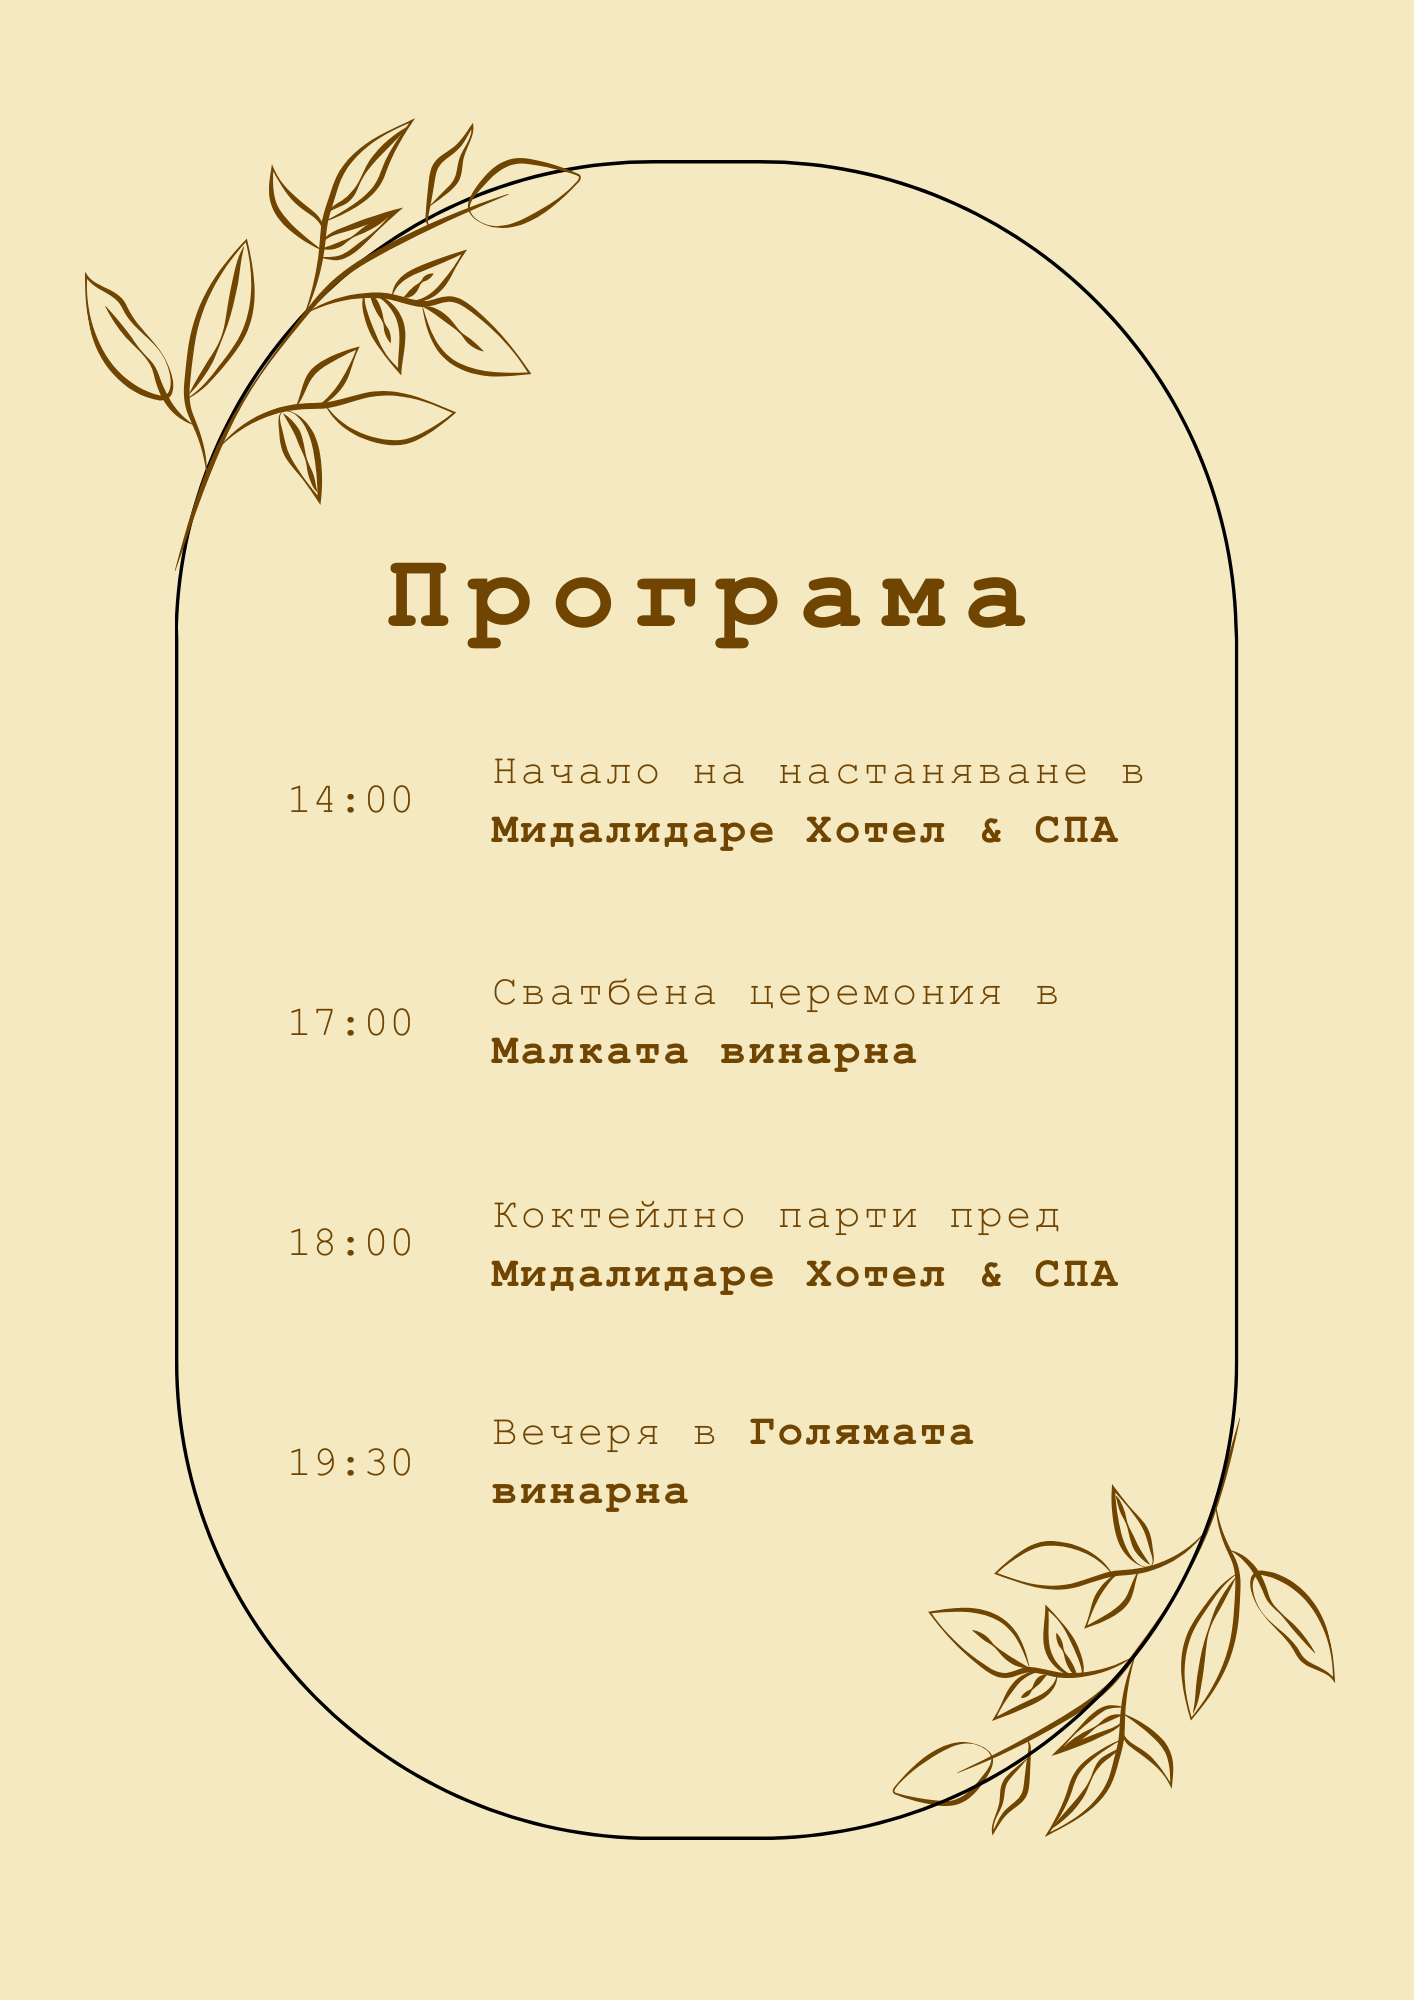 Програма
14:00
Начало на настаняване в
Мидалидаре Хотел & СПА
17:00
Сватбена церемония в
Малката винарна
18:00
Коктейлно парти пред
Мидалидаре Хотел & СПА
19:30
Вечеря в Голямата
винарна